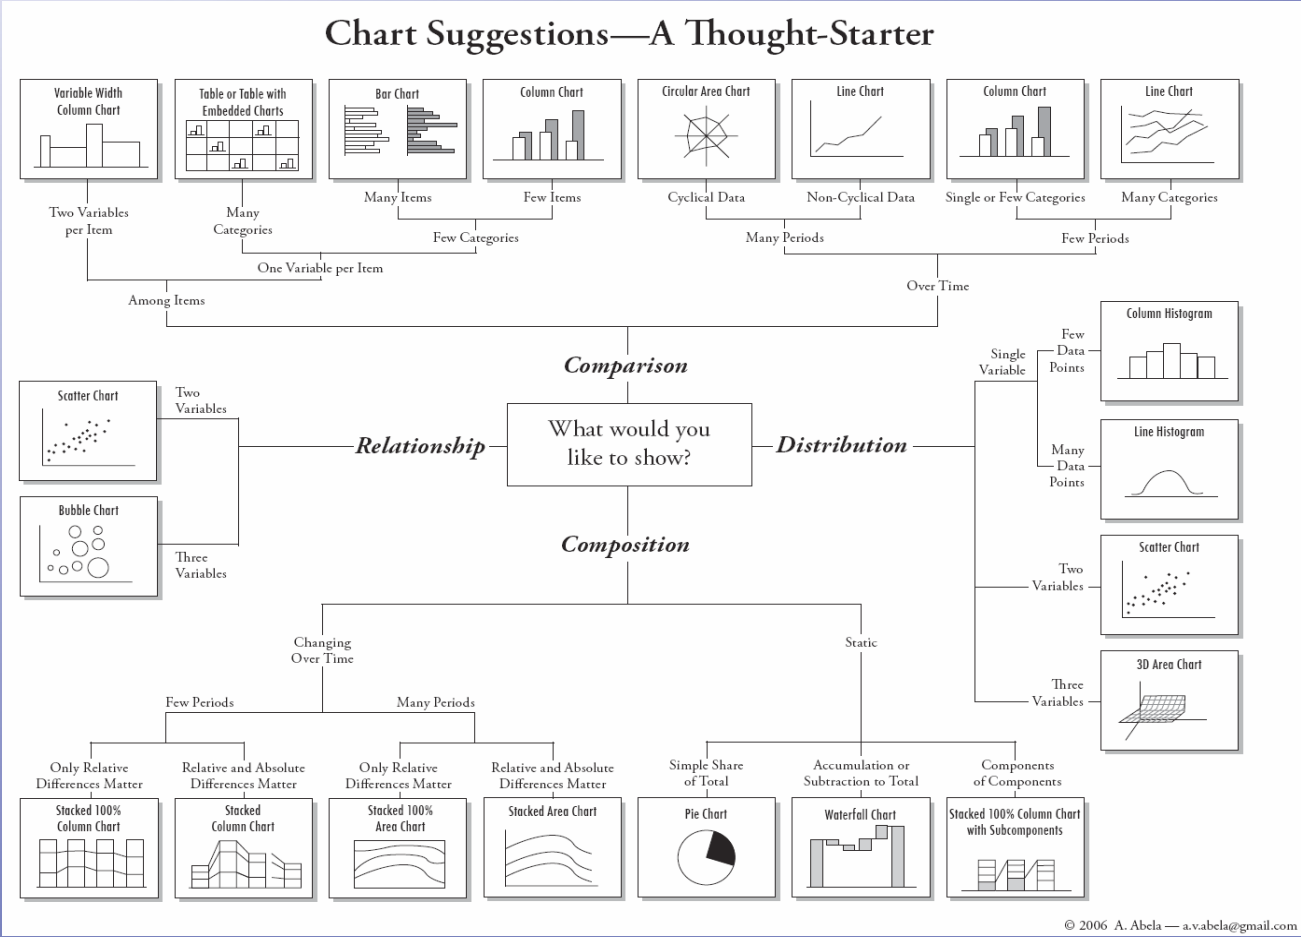 Chart Suggestions—A Thought-Starter
Variable Width
Column Chart
Table or Table with
Embedded Charts
Bar Chart
Column Chart
Circular Area Chart
Line Chart
Column Chart
Line Chart
Two Variables
per Item
Many
Categories
Many Items
Few Items
Cyclical Data
Non-Cyclical Data
Single or Few Categories
Many Categories
Few Categories
Many Periods
Few Periods
One Variable per Item
Over Time
Among Items
Comparison
Scatter Chart
Two
Variables
Relationship
Bubble Chart
Three
Variables
What would you
like to show?
Distribution
Single
Variable
Few
Data
Points
Column Histogram
Many
Data
Points
Line Histogram
Two
Variables
Scatter Chart
Three
Variables
3D Area Chart
Composition
Changing
Over Time
Static
Few Periods
Many Periods
Only Relative
Differences Matter
Relative and Absolute
Differences Matter
Only Relative
Differences Matter
Relative and Absolute
Differences Matter
Simple Share
of Total
Accumulation or
Subtraction to Total
Components
of Components
Stacked 100%
Column Chart
Stacked
Column Chart
Stacked 100%
Area Chart
Stacked Area Chart
Pie Chart
Waterfall Chart
Stacked 100% Column Chart
with Subcomponents
© 2006 A. Abela — a.v.abela@gmail.com